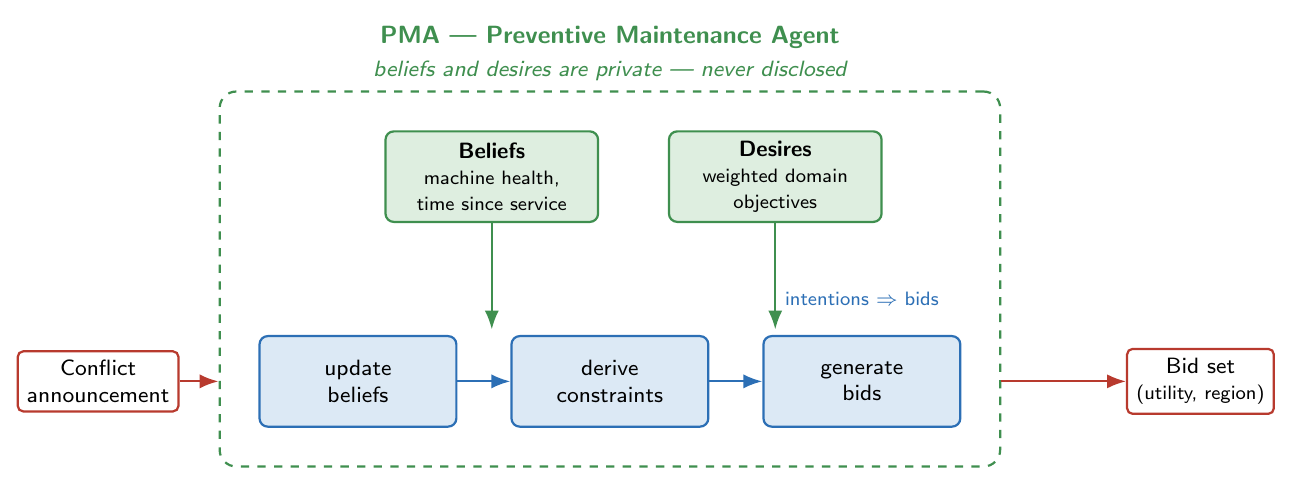 PMA — Preventive Maintenance Agent
beliefs and desires are private — never disclosed
Beliefs
machine health,
time since service
Desires
weighted domain
objectives
intentions ⇒ bids
Conflict
announcement
update
beliefs
derive
constraints
generate
bids
Bid set
(utility, region)